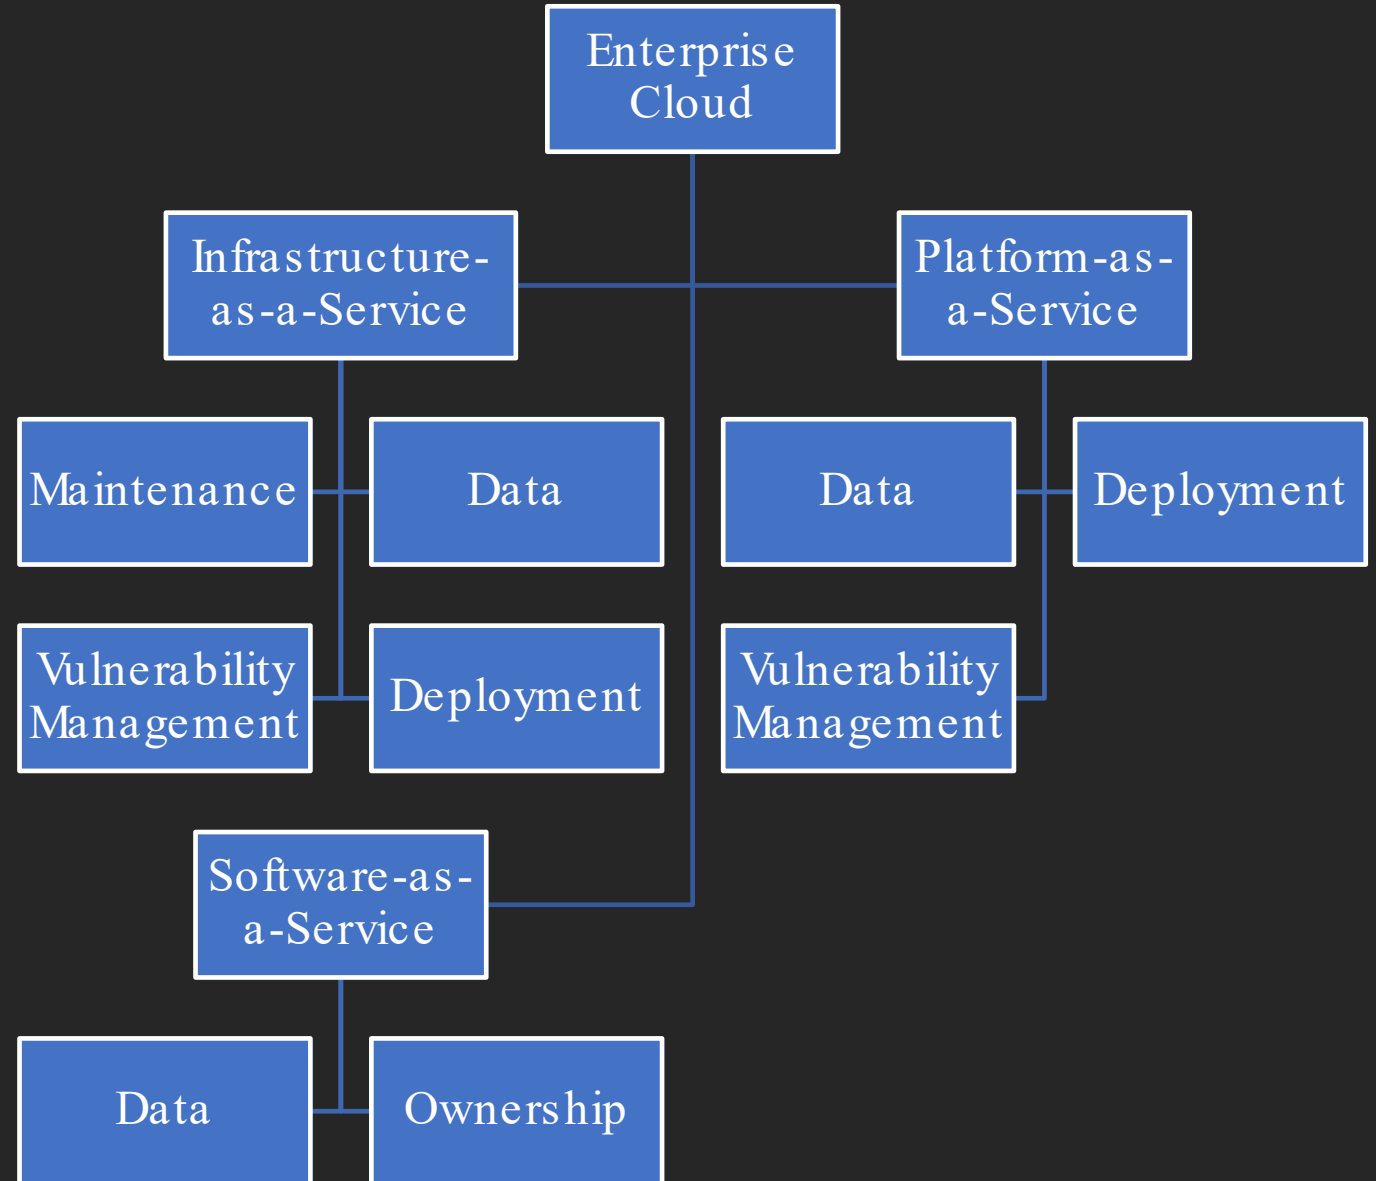 Enterprise
Cloud
Infrastructure-
as-a-Service
Platform-as-
a-Service
Maintenance
Data
Data
Deployment
Vulnerability
Management
Deployment
Vulnerability
Management
Software-as-
a-Service
Data
Ownership